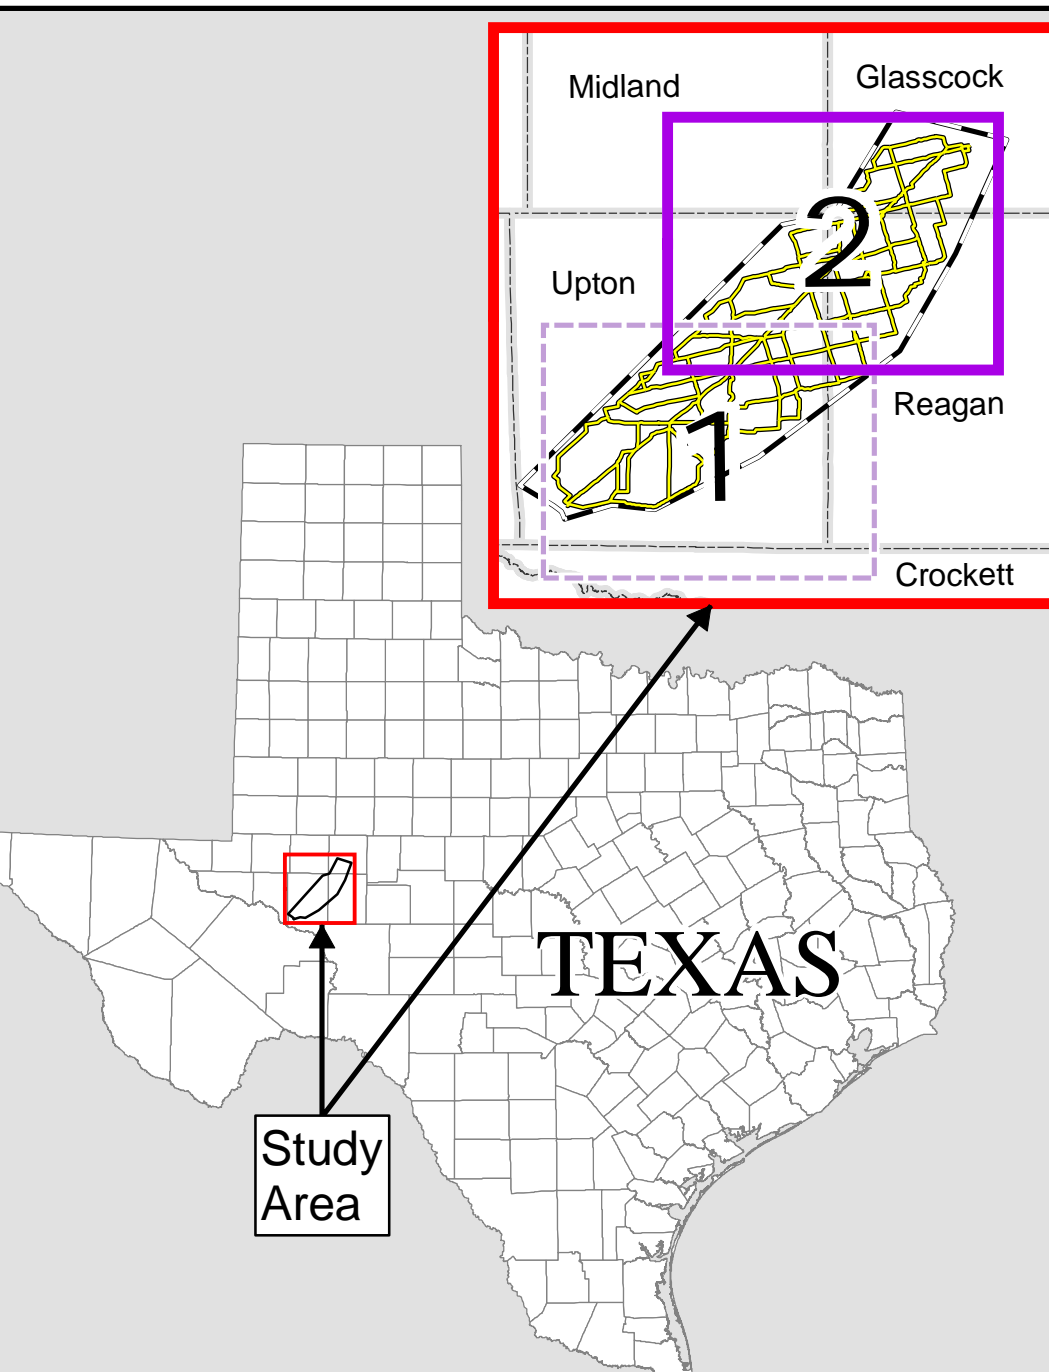 Midland
Glasscock
2
Upton
Reagan
1
Crockett
TEXAS
Study
Area